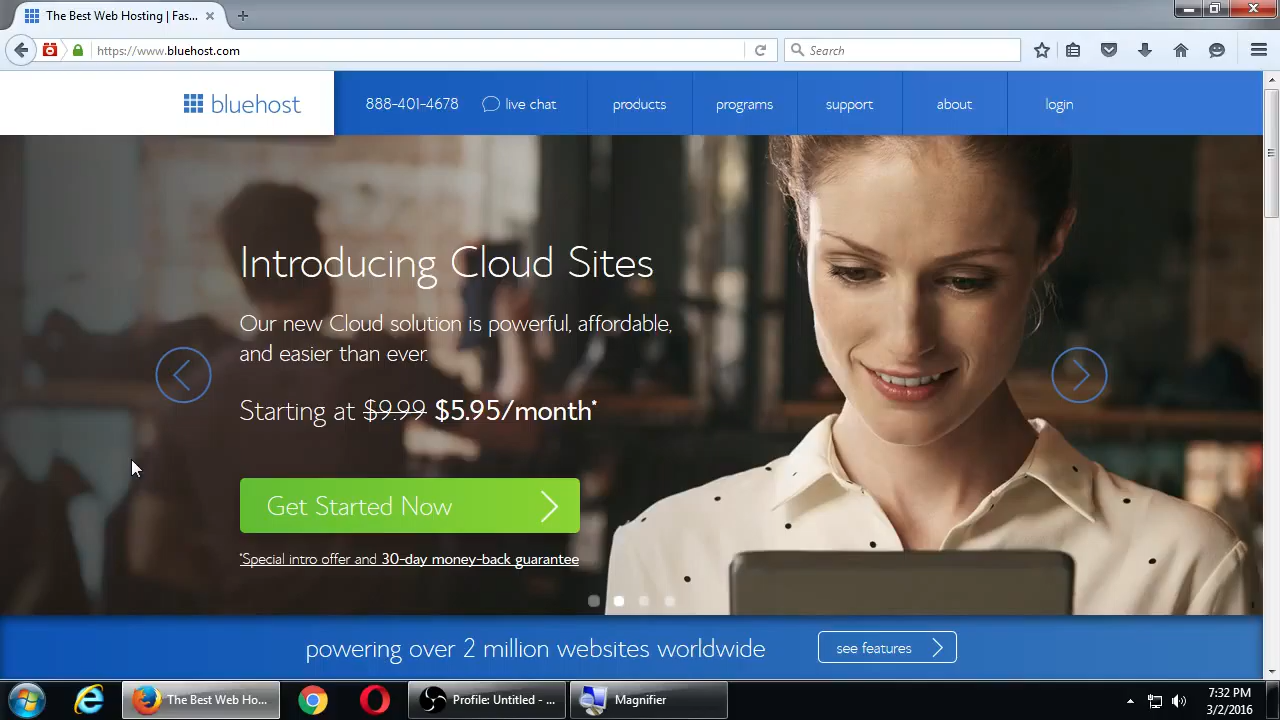 The Best Web Hosting | Fas...
https://www.bluehost.com
Search
bluehost
888-401-4678
live chat
products
programs
support
about
login
Introducing Cloud Sites
Our new Cloud solution is powerful, affordable,
and easier than ever.
Starting at $9.99 $5.95/month*
Get Started Now
*Special intro offer and 30-day money-back guarantee
powering over 2 million websites worldwide
see features
The Best Web Ho...
Profile: Untitled - ...
Magnifier
7:32 PM
3/2/2016